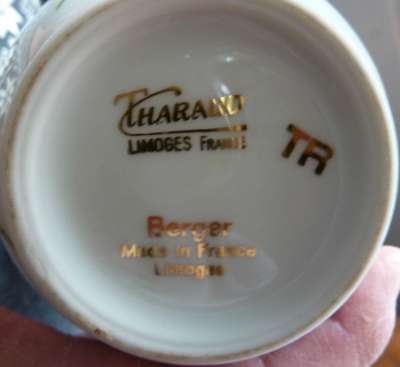 THARAUD
LIMOGES FRANCE
TR
Berger
Made in France
Limoges